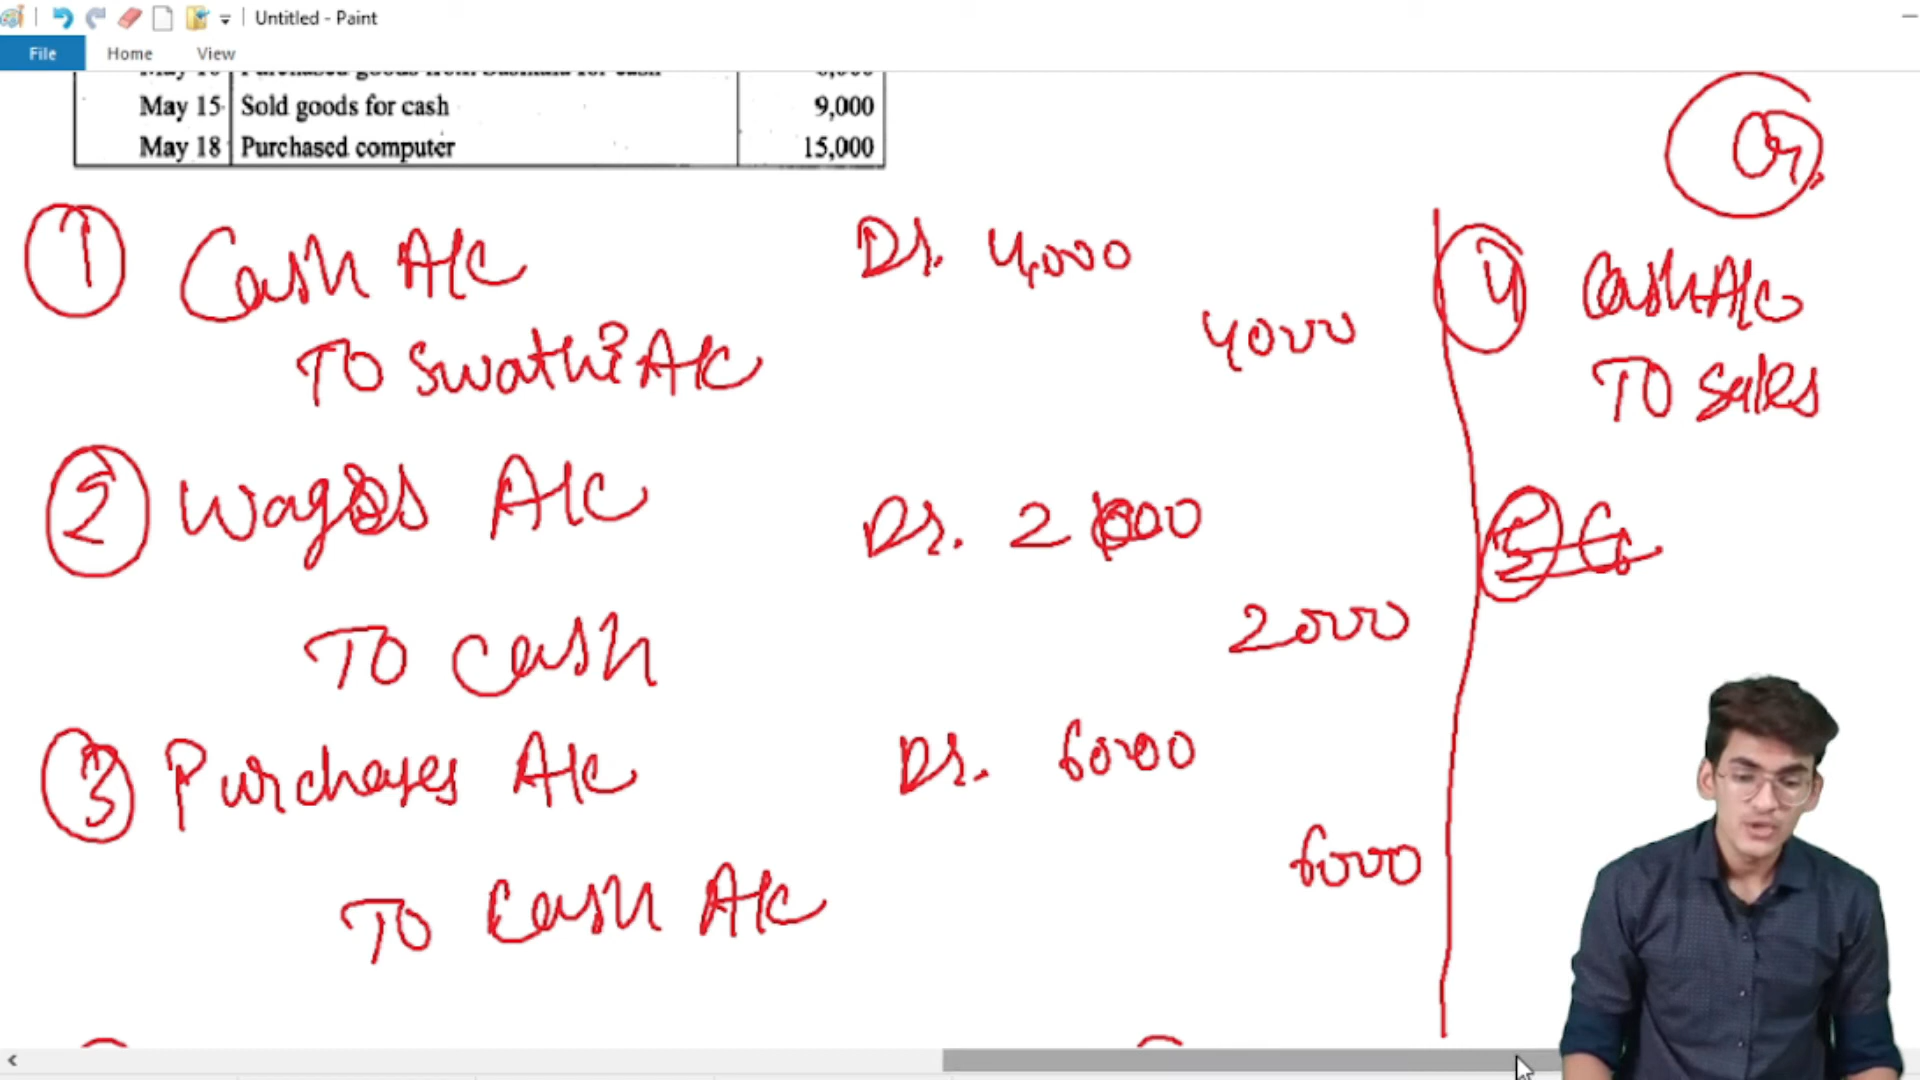 Untitled - Paint
File Home View
May 15 Sold goods for cash 9,000
May 18 Purchased computer 15,000
1 Cash A/c Dr. 4,000
To Swathi A/c 4000
2 Wages A/c Dr. 2000
To Cash 2000
3 Purchases A/c Dr. 6000
To Cash A/c 6000
4 Cash A/c
To Sales
5